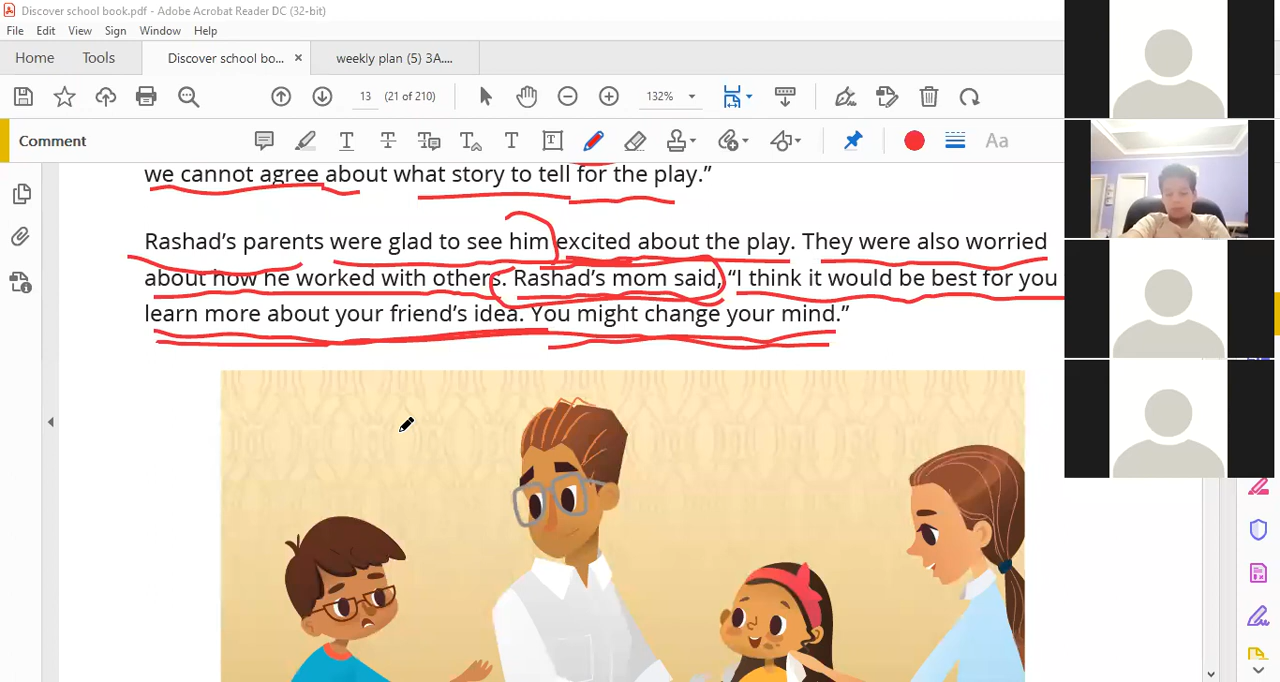 Discover school book.pdf - Adobe Acrobat Reader DC (32-bit)
File Edit View Sign Window Help
Home Tools Discover school bo... × weekly plan (5) 3A....
13 (21 of 210) 132%
Comment
Aa
we cannot agree about what story to tell for the play.”
Rashad’s parents were glad to see him excited about the play. They were also worried
about how he worked with others. Rashad’s mom said, “I think it would be best for you
learn more about your friend’s idea. You might change your mind.”